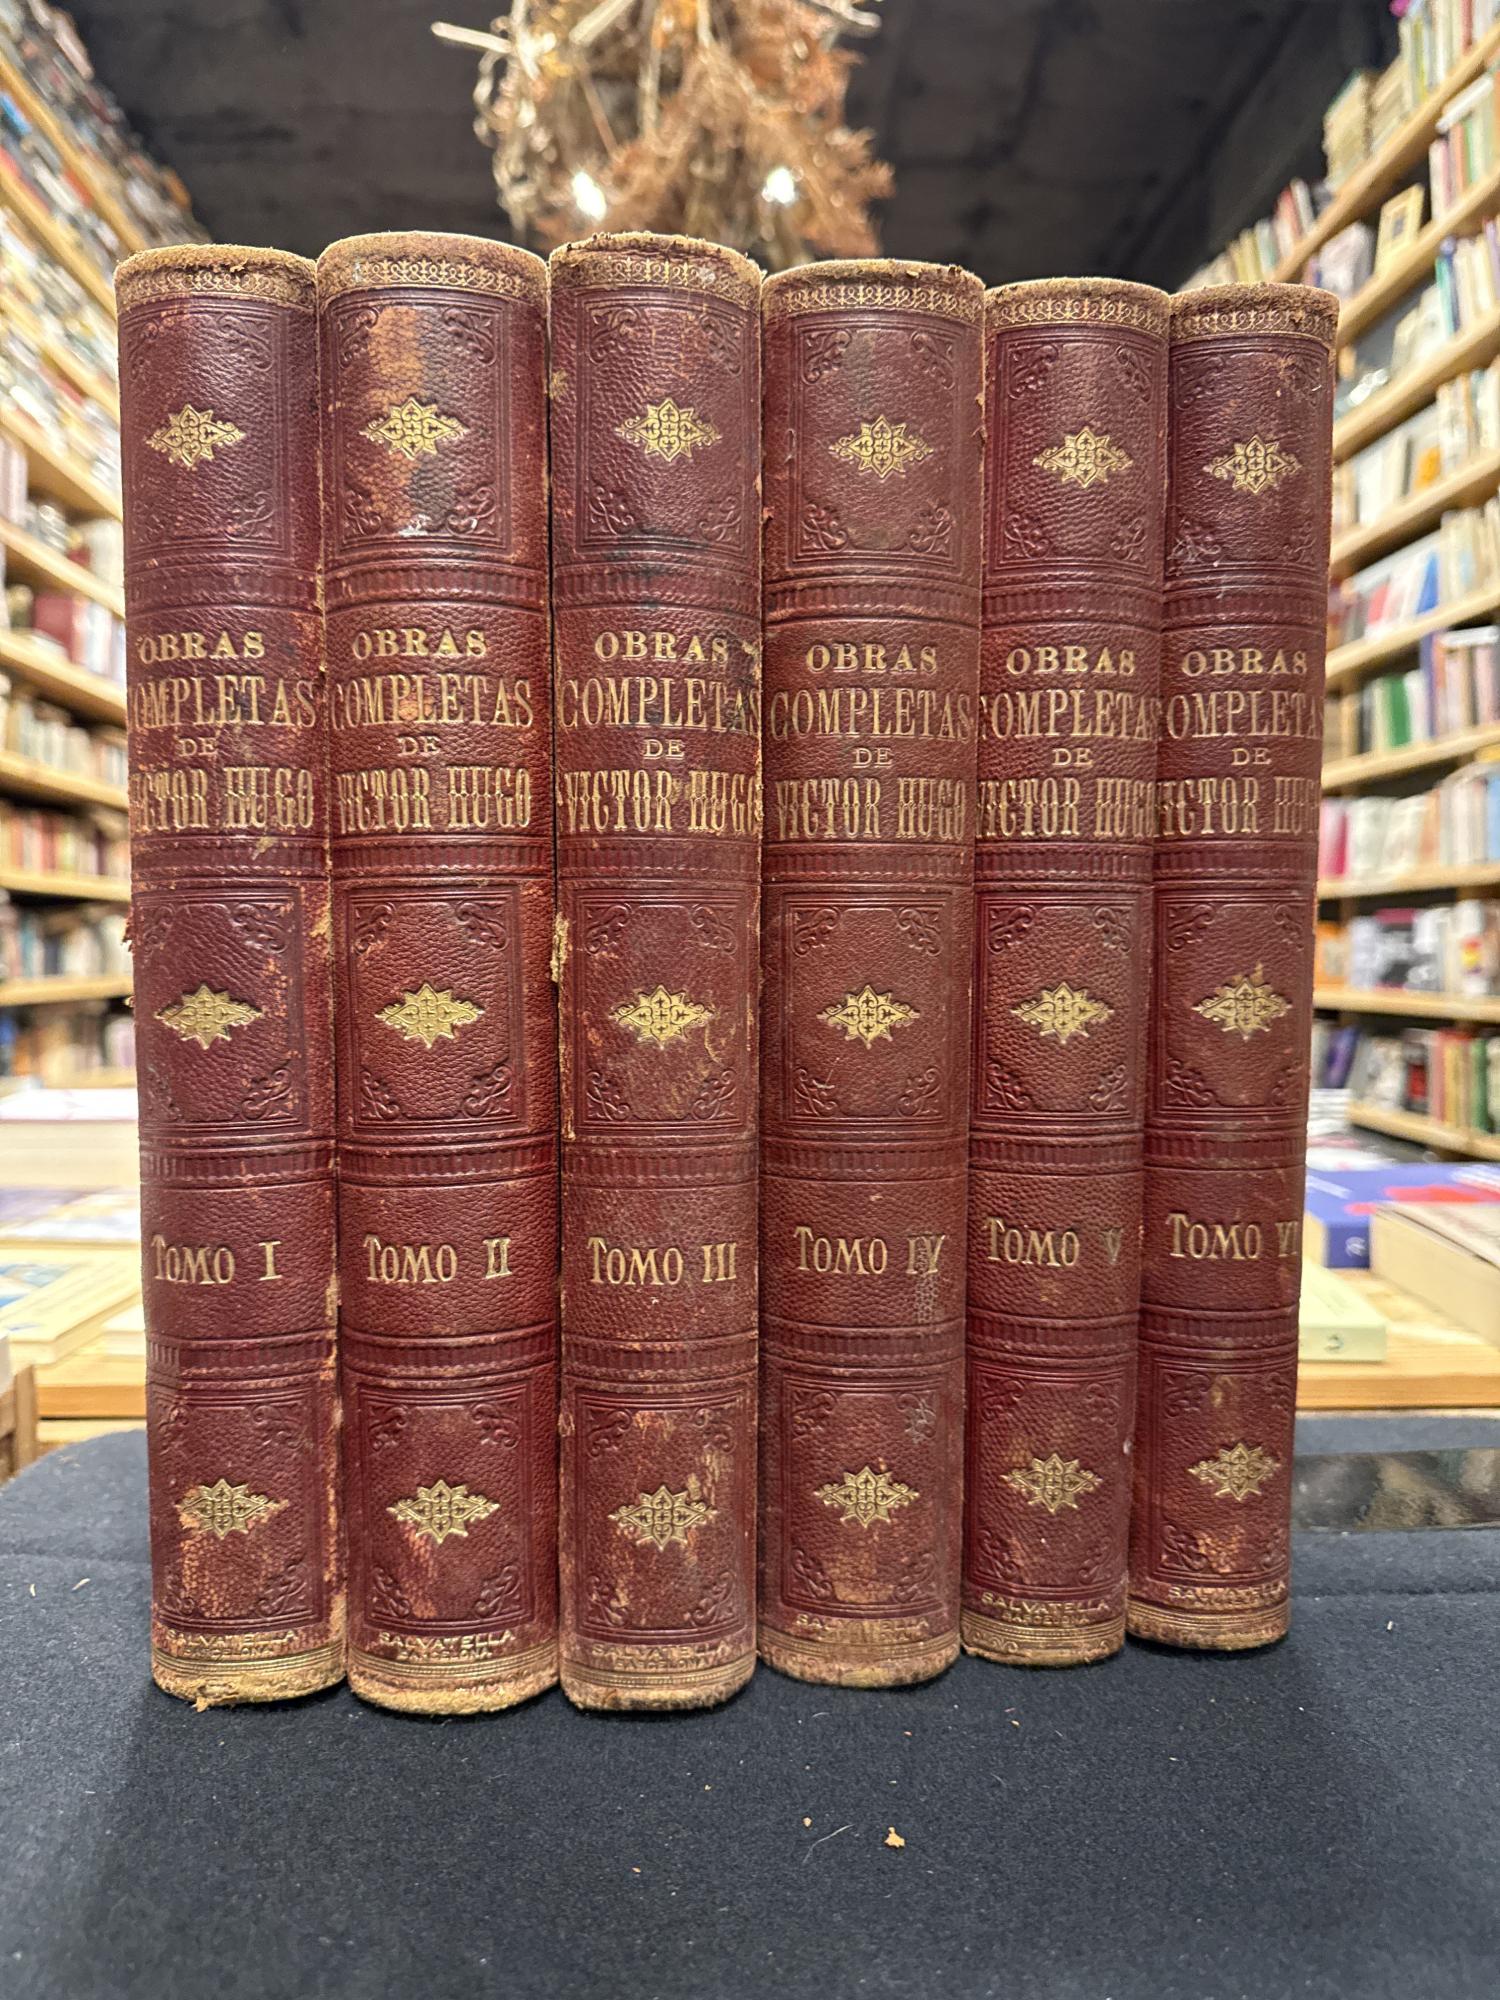 OBRAS
COMPLETAS
DE
VICTOR HUGO
TOMO I
SALVATELLA
BARCELONA
OBRAS
COMPLETAS
DE
VICTOR HUGO
TOMO II
SALVATELLA
BARCELONA
OBRAS
COMPLETAS
DE
VICTOR HUGO
TOMO III
SALVATELLA
BARCELONA
OBRAS
COMPLETAS
DE
VICTOR HUGO
TOMO IV
SALVATELLA
OBRAS
COMPLETAS
DE
VICTOR HUGO
TOMO V
SALVATELLA
BARCELONA
OBRAS
COMPLETAS
DE
VICTOR HUGO
TOMO VI
SALVATELLA
BARCELONA